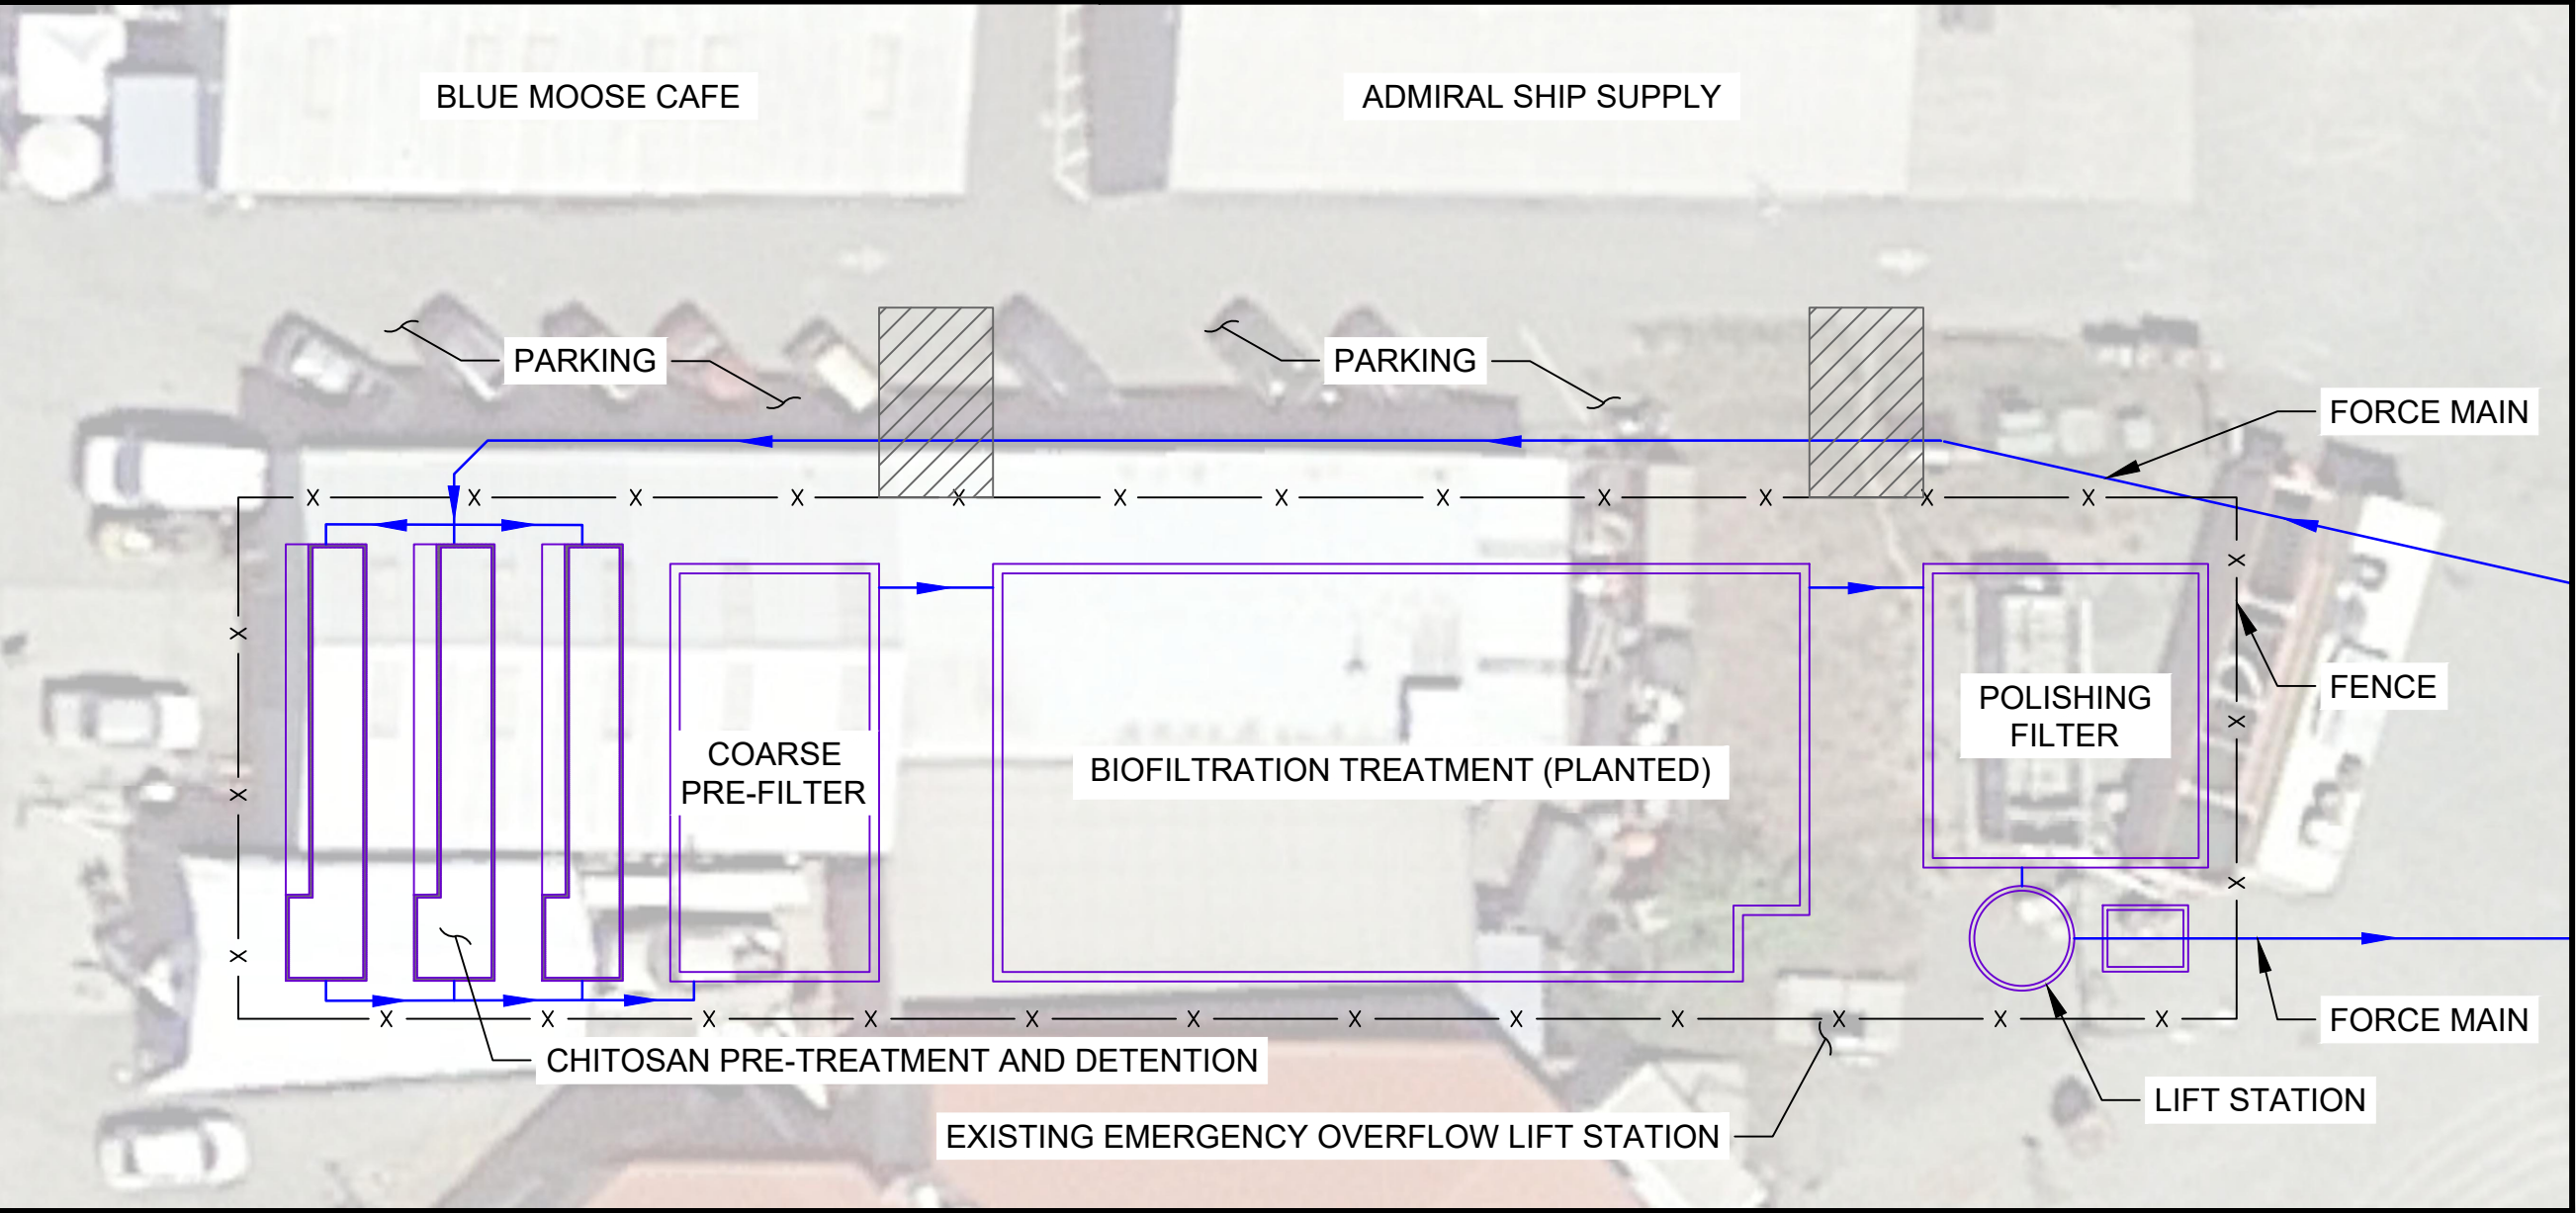 BLUE MOOSE CAFE
ADMIRAL SHIP SUPPLY
PARKING
PARKING
FORCE MAIN
FENCE
POLISHING
FILTER
COARSE
PRE-FILTER
BIOFILTRATION TREATMENT (PLANTED)
FORCE MAIN
CHITOSAN PRE-TREATMENT AND DETENTION
LIFT STATION
EXISTING EMERGENCY OVERFLOW LIFT STATION